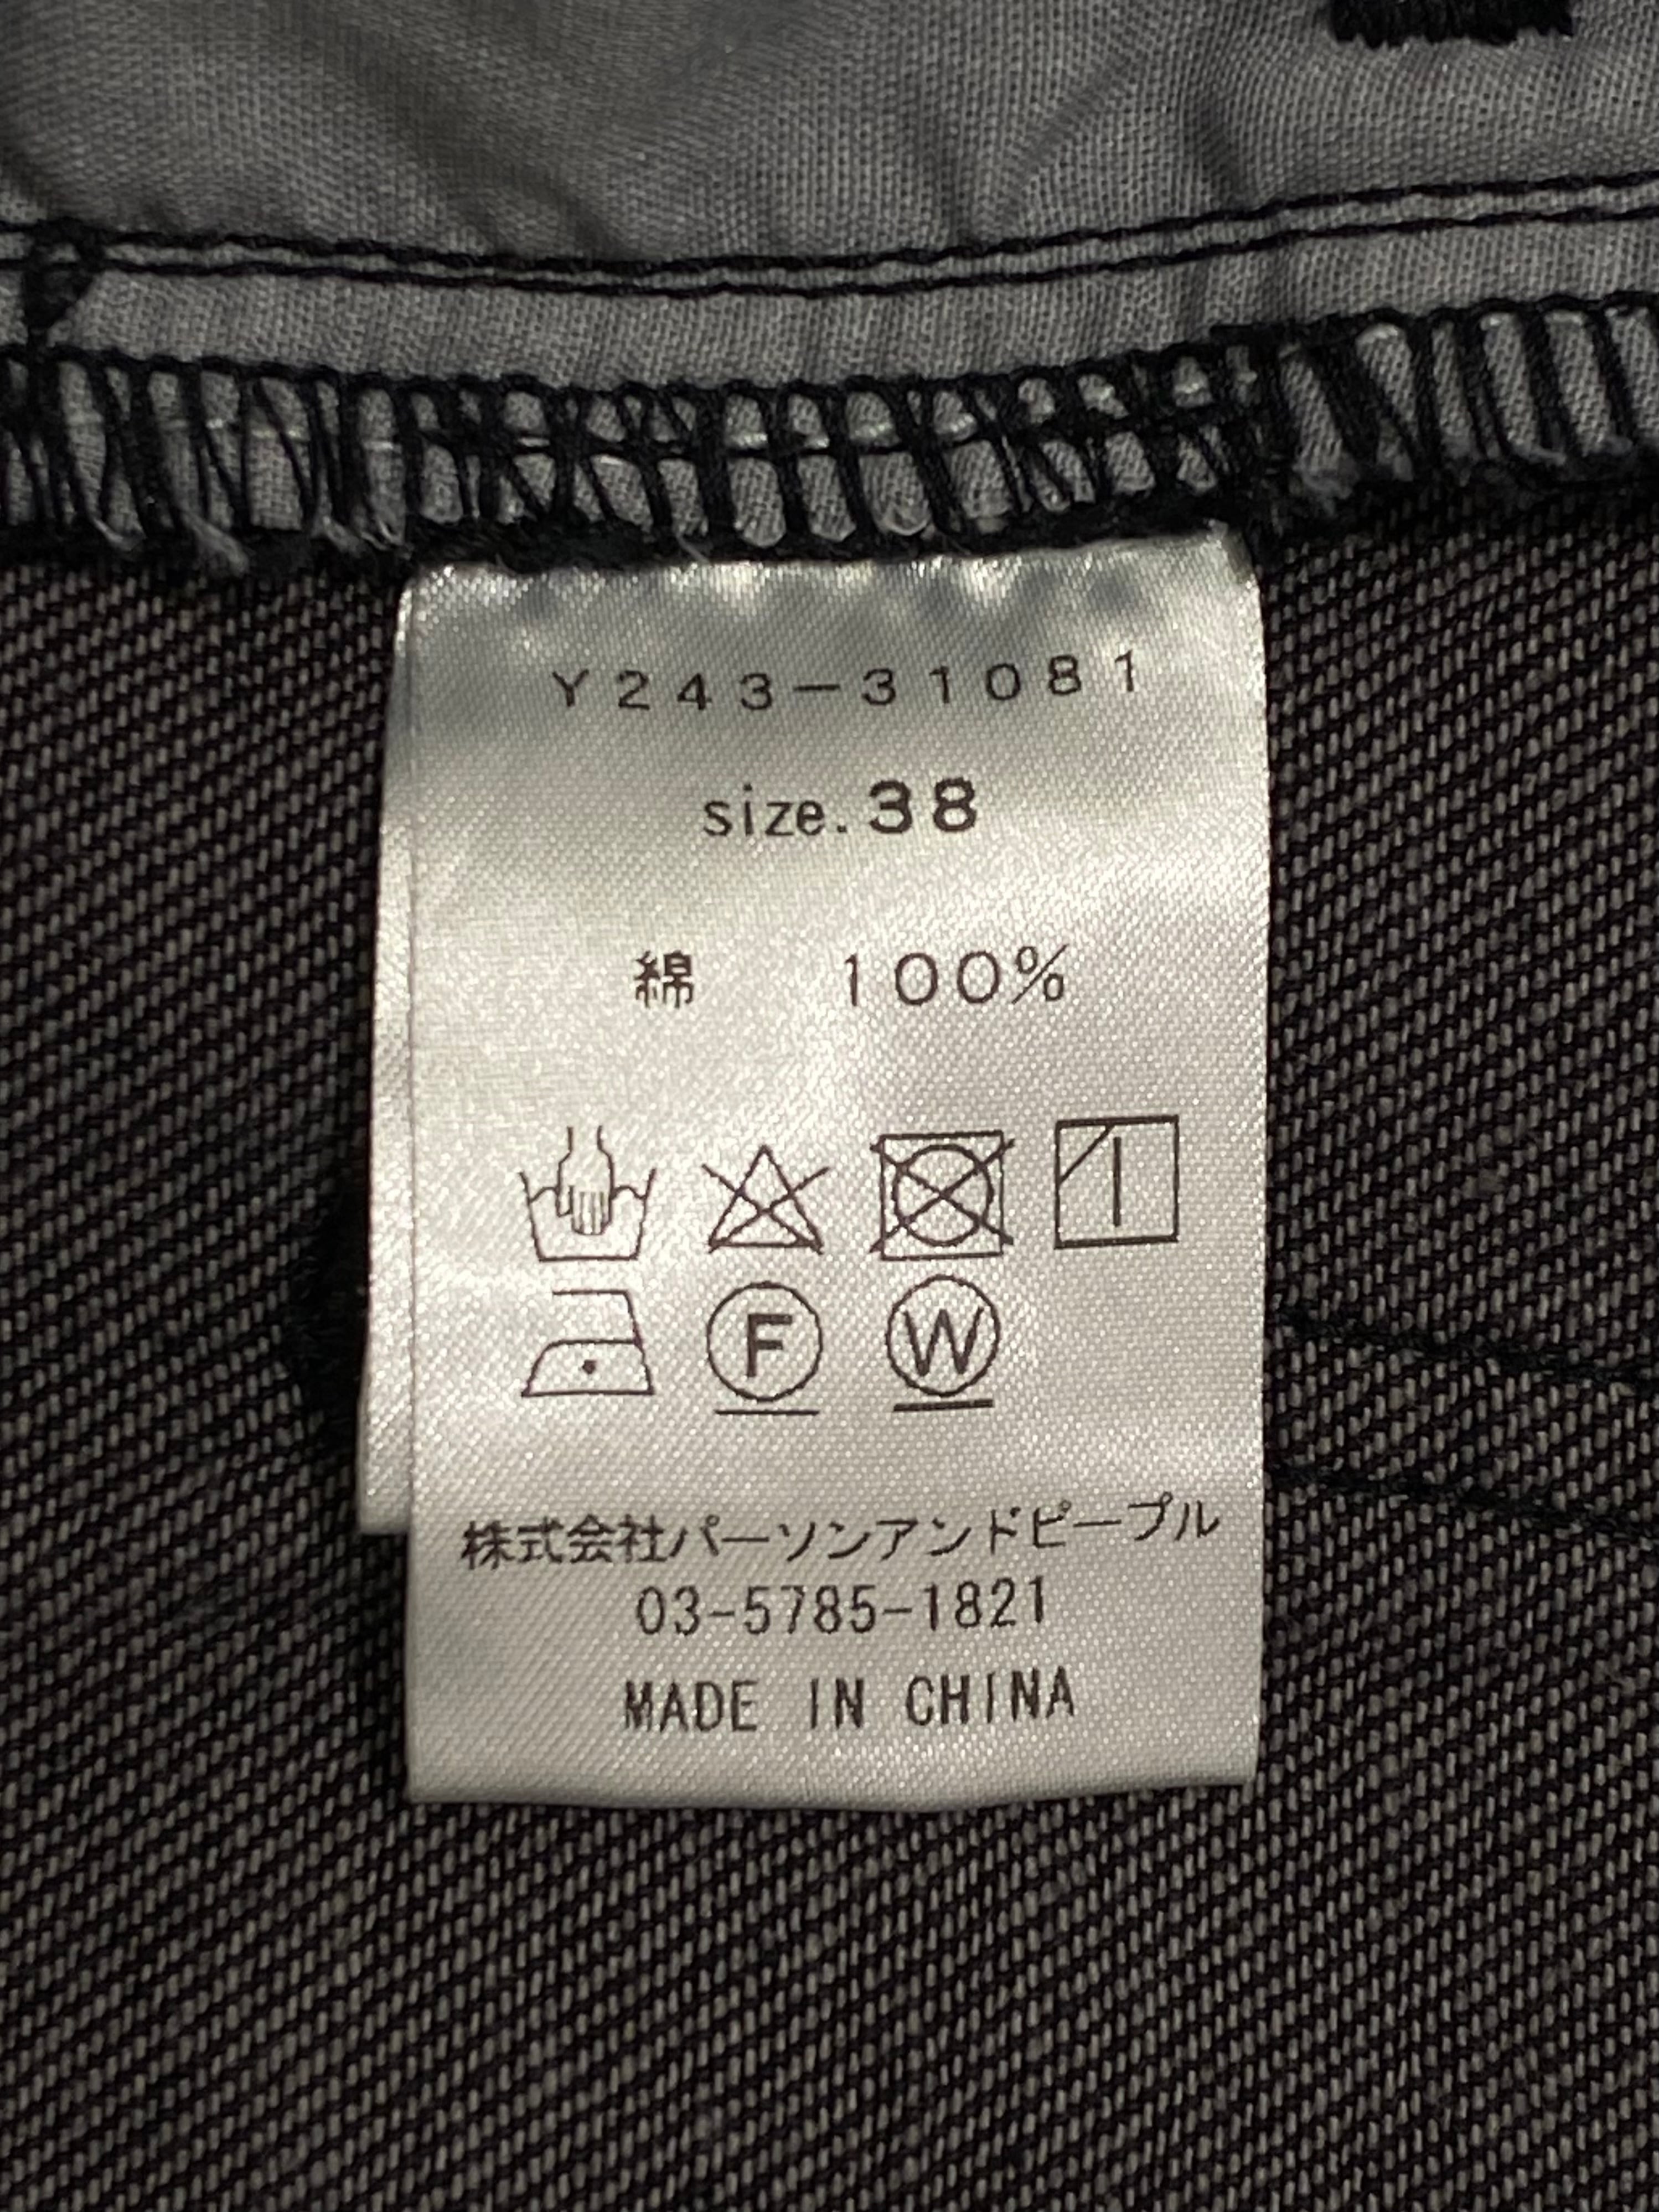 Y243-31081
size.38
綿 100%
F W
株式会社パーソンアンドピープル
03-5785-1821
MADE IN CHINA